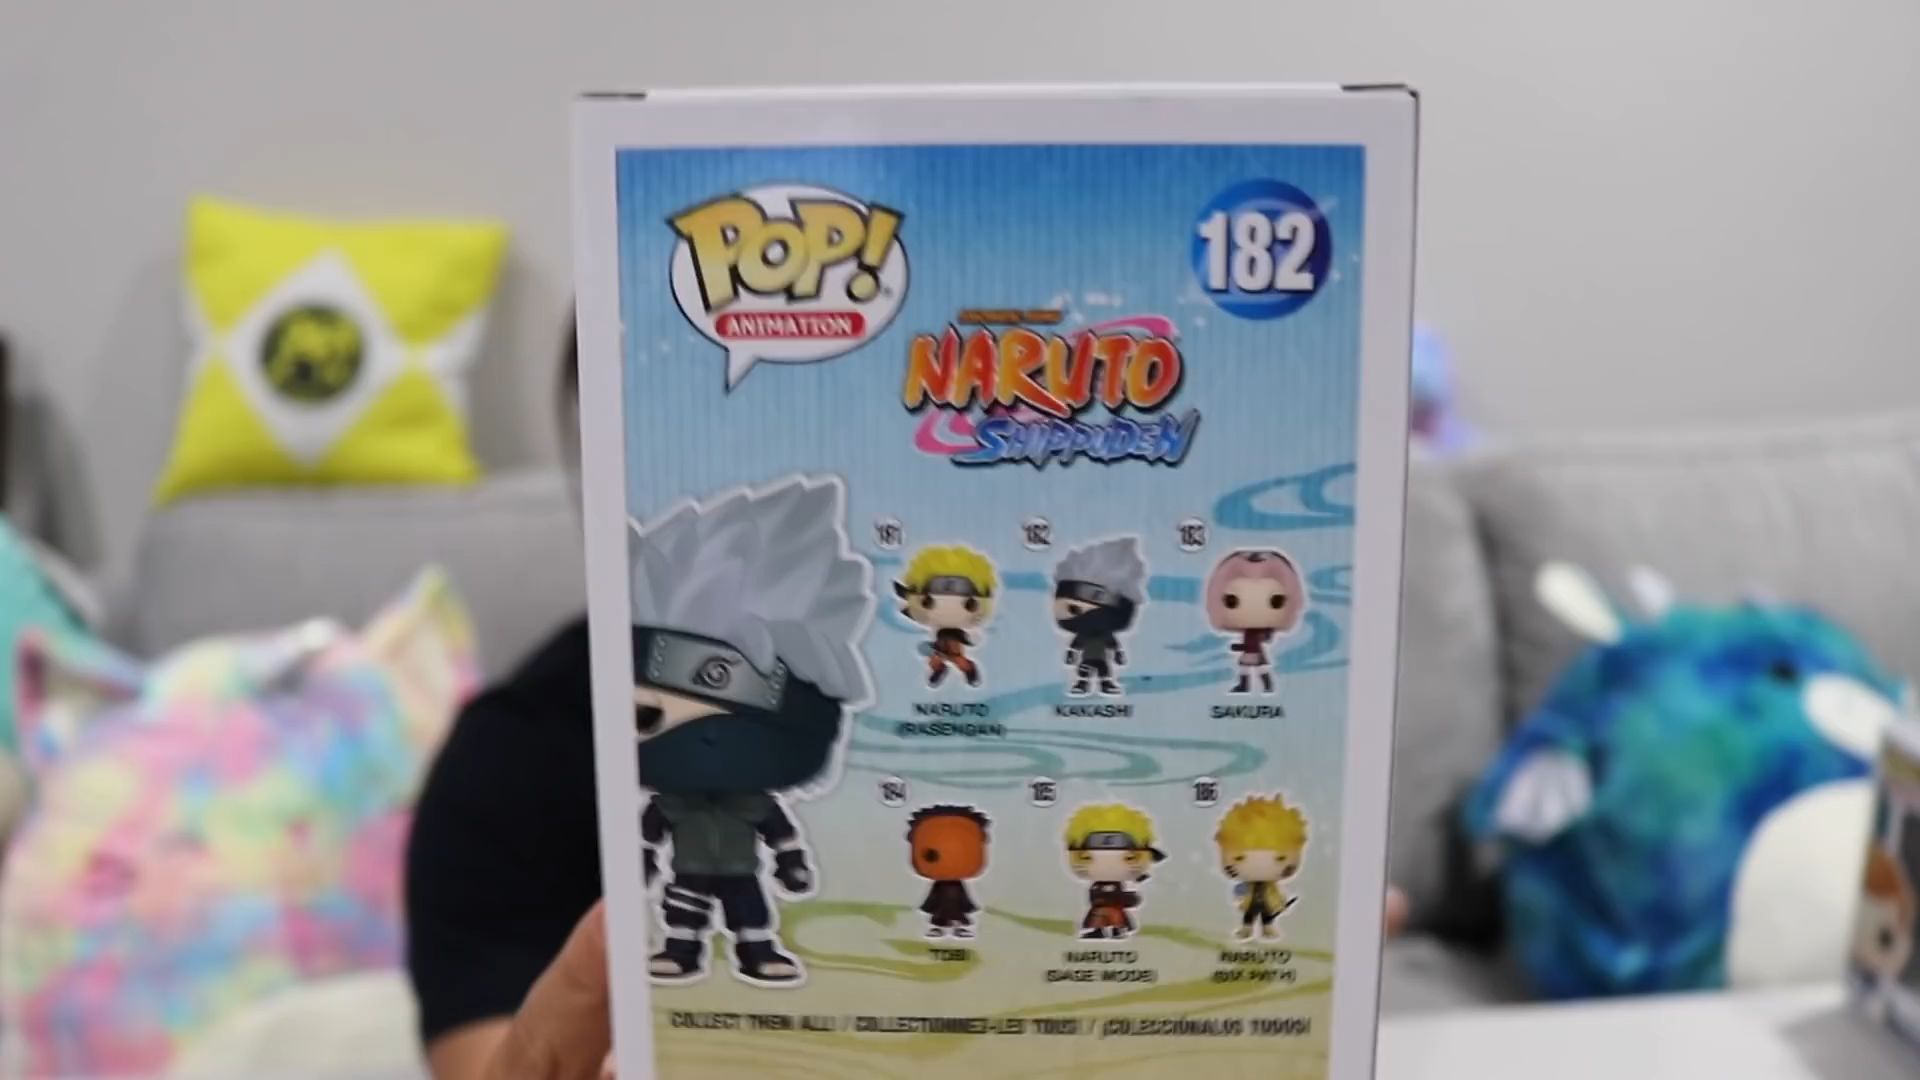 POP!
ANIMATION
182
NARUTO
SHIPPUDEN
181
182
183
NARUTO
(RASENGAN)
KAKASHI
SAKURA
184
185
186
TOBI
NARUTO
(SAGE MODE)
NARUTO
(SIX PATH)
COLLECT THEM ALL! / COLLECTIONNEZ-LES TOUS! / ¡COLECCIÓNALOS TODOS!